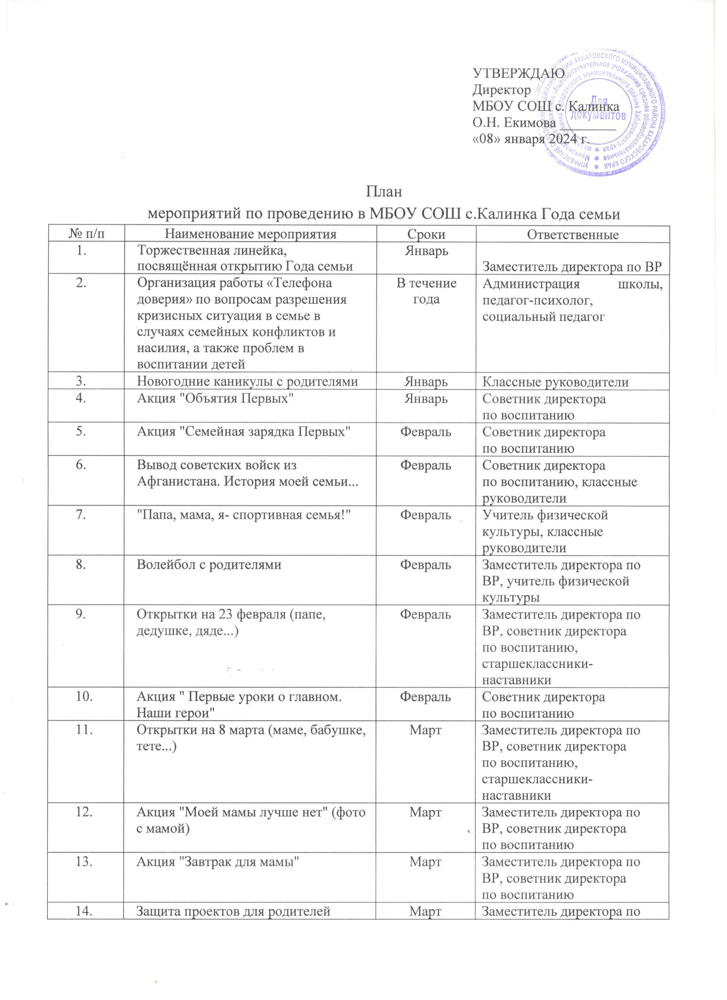 УТВЕРЖДАЮ
Директор
МБОУ СОШ с. Калинка
О.Н. Екимова ________
«08» января 2024 г.
УПРАВЛЕНИЕ ОБРАЗОВАНИЯ АДМИНИСТРАЦИИ ХАБАРОВСКОГО МУНИЦИПАЛЬНОГО РАЙОНА ХАБАРОВСКОГО КРАЯ
Муниципальное бюджетное общеобразовательное учреждение средняя общеобразовательная
школа с. Калинка Хабаровского муниципального района Хабаровского края
Для
документов
План
мероприятий по проведению в МБОУ СОШ с.Калинка Года семьи
№ п/п Наименование мероприятия Сроки Ответственные
1. Торжественная линейка, Январь
посвящённая открытию Года семьи Заместитель директора по ВР
2. Организация работы «Телефона В течение Администрация школы,
доверия» по вопросам разрешения года педагог-психолог,
кризисных ситуация в семье в социальный педагог
случаях семейных конфликтов и
насилия, а также проблем в
воспитании детей
3. Новогодние каникулы с родителями Январь Классные руководители
4. Акция "Объятия Первых" Январь Советник директора
по воспитанию
5. Акция "Семейная зарядка Первых" Февраль Советник директора
по воспитанию
6. Вывод советских войск из Февраль Советник директора
Афганистана. История моей семьи... по воспитанию, классные
руководители
7. "Папа, мама, я- спортивная семья!" Февраль Учитель физической
культуры, классные
руководители
8. Волейбол с родителями Февраль Заместитель директора по
ВР, учитель физической
культуры
9. Открытки на 23 февраля (папе, Февраль Заместитель директора по
дедушке, дяде...) ВР, советник директора
по воспитанию,
старшеклассники-
наставники
10. Акция " Первые уроки о главном. Февраль Советник директора
Наши герои" по воспитанию
11. Открытки на 8 марта (маме, бабушке, Март Заместитель директора по
тете...) ВР, советник директора
по воспитанию,
старшеклассники-
наставники
12. Акция "Моей мамы лучше нет" (фото Март Заместитель директора по
с мамой) ВР, советник директора
по воспитанию
13. Акция "Завтрак для мамы" Март Заместитель директора по
ВР, советник директора
по воспитанию
14. Защита проектов для родителей Март Заместитель директора по